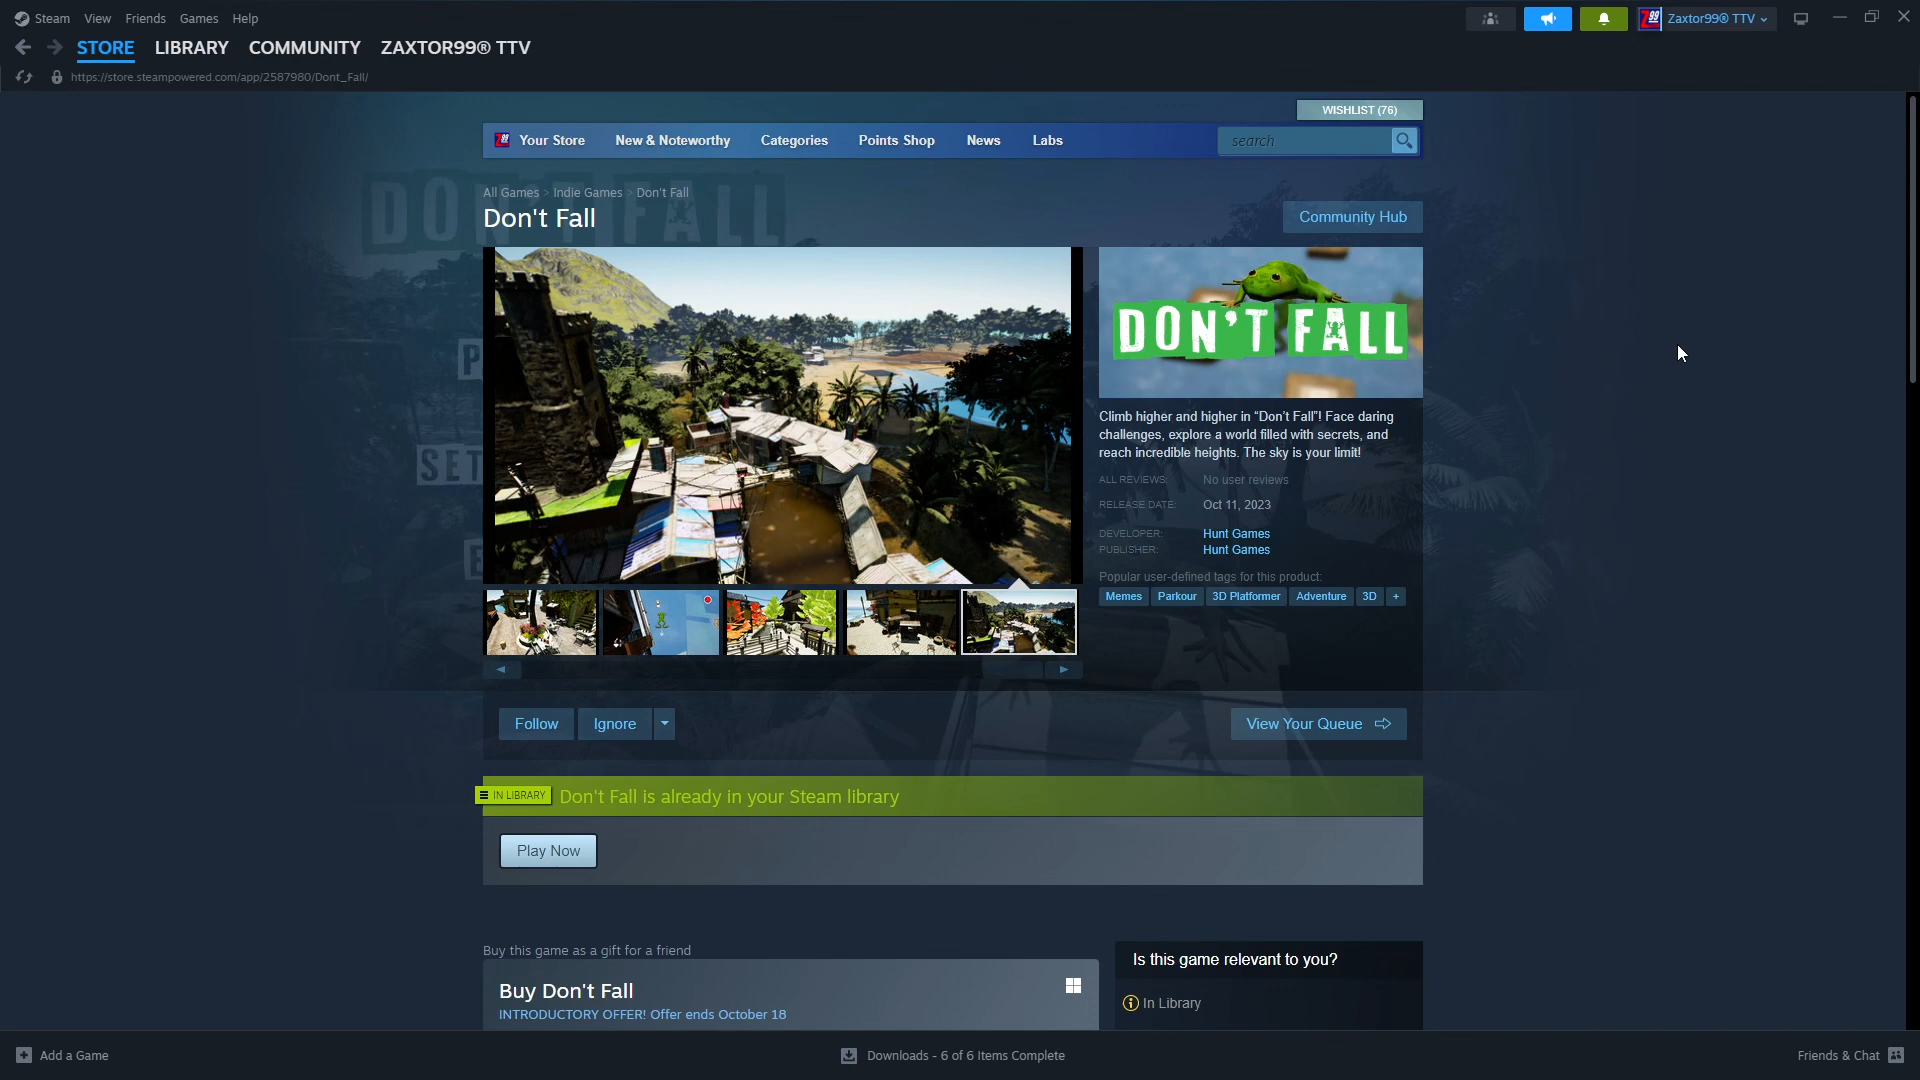 Steam View Friends Games Help
Zaxtor99® TTV
STORE LIBRARY COMMUNITY ZAXTOR99® TTV
https://store.steampowered.com/app/2587980/Dont_Fall/
WISHLIST (76)
Your Store New & Noteworthy Categories Points Shop News Labs
search
All Games > Indie Games > Don't Fall
Don't Fall
Community Hub
DON'T FALL
Climb higher and higher in “Don’t Fall”! Face daring
challenges, explore a world filled with secrets, and
reach incredible heights. The sky is your limit!
ALL REVIEWS: No user reviews
RELEASE DATE: Oct 11, 2023
DEVELOPER: Hunt Games
PUBLISHER: Hunt Games
Popular user-defined tags for this product:
Memes Parkour 3D Platformer Adventure 3D +
Follow Ignore
View Your Queue
IN LIBRARY Don't Fall is already in your Steam library
Play Now
Buy this game as a gift for a friend
Buy Don't Fall
INTRODUCTORY OFFER! Offer ends October 18
Is this game relevant to you?
In Library
Add a Game
Downloads - 6 of 6 Items Complete
Friends & Chat